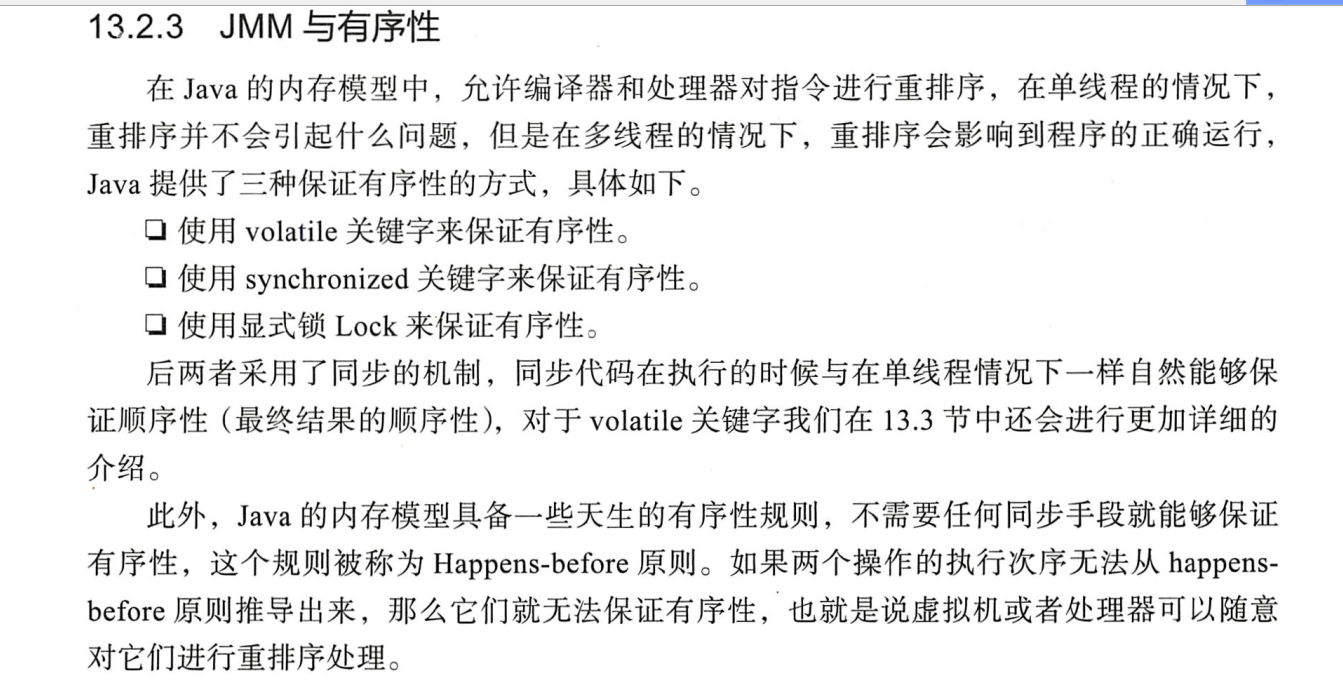 13.2.3 JMM 与有序性
在 Java 的内存模型中，允许编译器和处理器对指令进行重排序，在单线程的情况下，
重排序并不会引起什么问题，但是在多线程的情况下，重排序会影响到程序的正确运行，
Java 提供了三种保证有序性的方式，具体如下。
❏ 使用 volatile 关键字来保证有序性。
❏ 使用 synchronized 关键字来保证有序性。
❏ 使用显式锁 Lock 来保证有序性。
后两者采用了同步的机制，同步代码在执行的时候与在单线程情况下一样自然能够保
证顺序性（最终结果的顺序性），对于 volatile 关键字我们在 13.3 节中还会进行更加详细的
介绍。
此外，Java 的内存模型具备一些天生的有序性规则，不需要任何同步手段就能够保证
有序性，这个规则被称为 Happens-before 原则。如果两个操作的执行次序无法从 happens-
before 原则推导出来，那么它们就无法保证有序性，也就是说虚拟机或者处理器可以随意
对它们进行重排序处理。